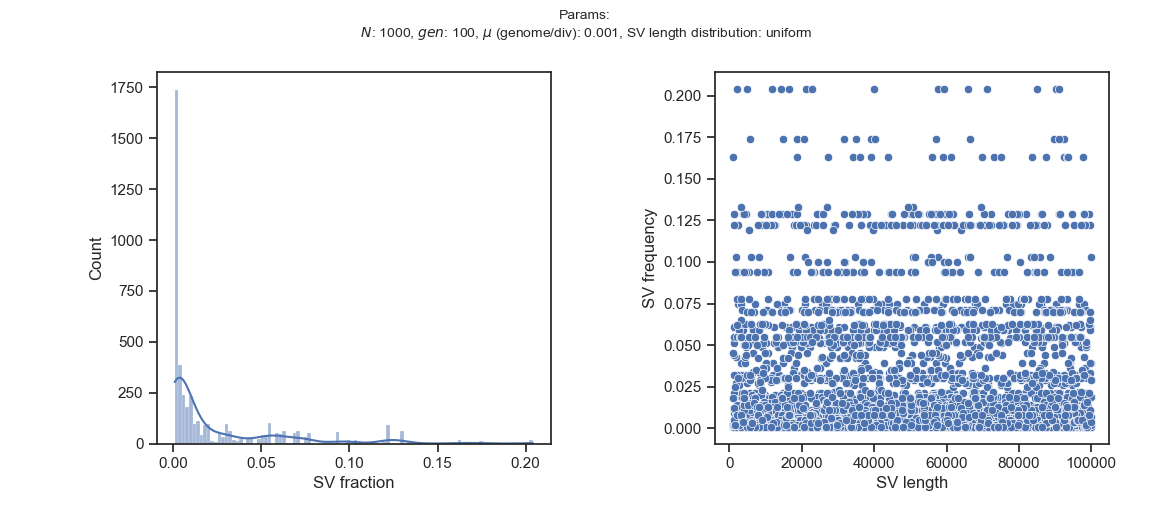 Params:
N: 1000, gen: 100, μ (genome/div): 0.001, SV length distribution: uniform
1750
1500
1250
1000
750
500
250
0
Count
0.00 0.05 0.10 0.15 0.20
SV fraction
0.200
0.175
0.150
0.125
0.100
0.075
0.050
0.025
0.000
SV frequency
0 20000 40000 60000 80000 100000
SV length